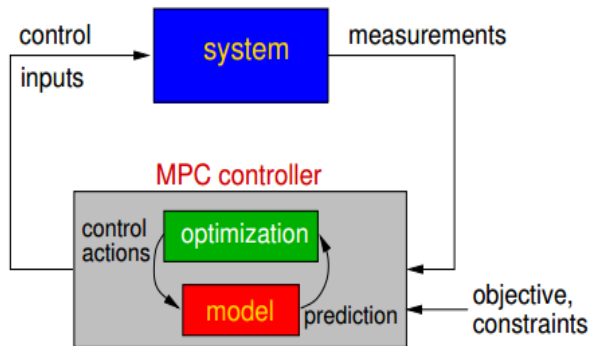 control
inputs
system
measurements
MPC controller
control
actions
optimization
model
prediction
objective,
constraints